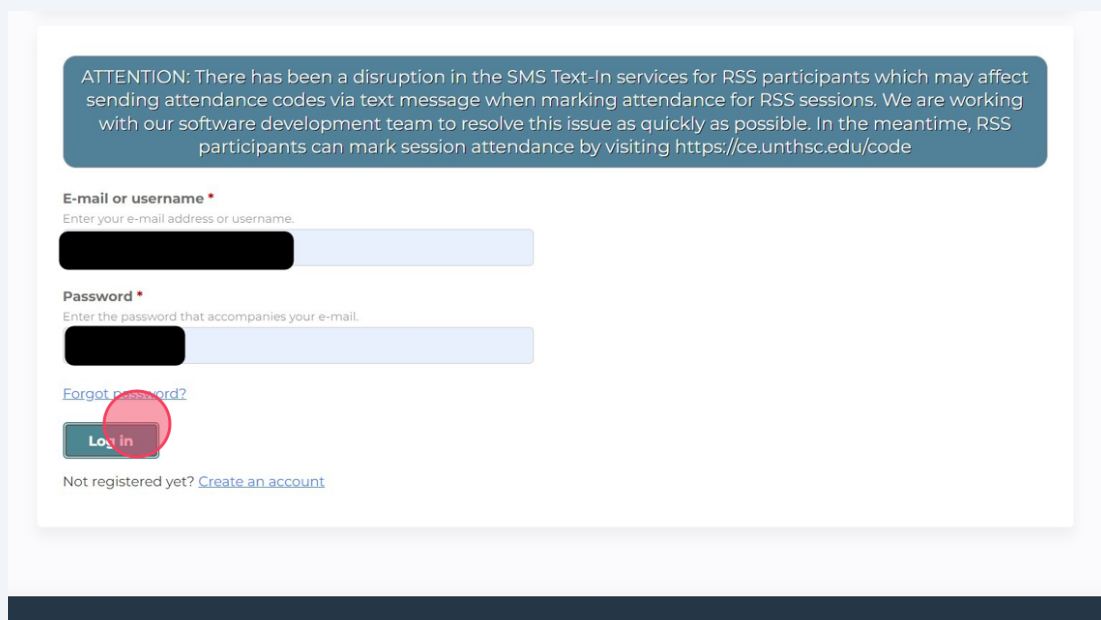 ATTENTION: There has been a disruption in the SMS Text-In services for RSS participants which may affect
sending attendance codes via text message when marking attendance for RSS sessions. We are working
with our software development team to resolve this issue as quickly as possible. In the meantime, RSS
participants can mark session attendance by visiting https://ce.unthsc.edu/code
E-mail or username *
Enter your e-mail address or username.
Password *
Enter the password that accompanies your e-mail.
Forgot password?
Log in
Not registered yet? Create an account